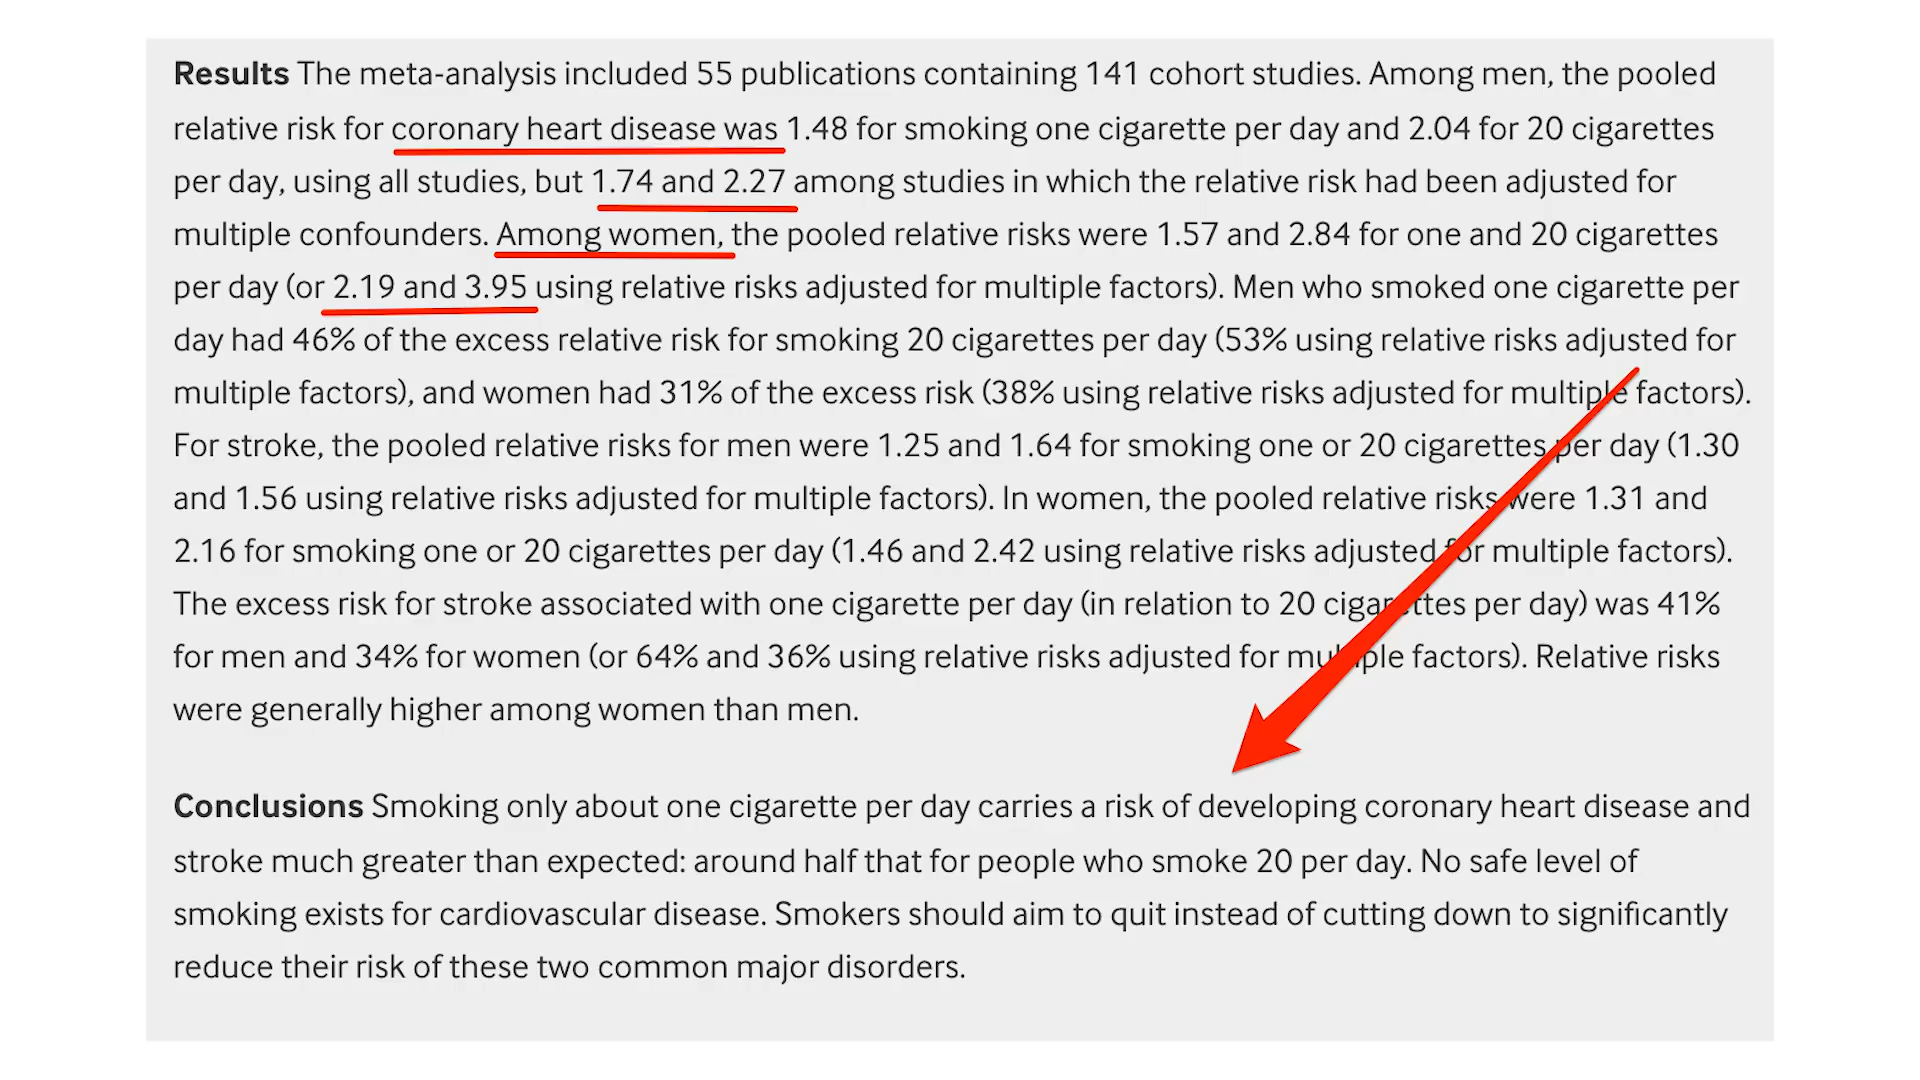 Results The meta-analysis included 55 publications containing 141 cohort studies. Among men, the pooled
relative risk for coronary heart disease was 1.48 for smoking one cigarette per day and 2.04 for 20 cigarettes
per day, using all studies, but 1.74 and 2.27 among studies in which the relative risk had been adjusted for
multiple confounders. Among women, the pooled relative risks were 1.57 and 2.84 for one and 20 cigarettes
per day (or 2.19 and 3.95 using relative risks adjusted for multiple factors). Men who smoked one cigarette per
day had 46% of the excess relative risk for smoking 20 cigarettes per day (53% using relative risks adjusted for
multiple factors), and women had 31% of the excess risk (38% using relative risks adjusted for multiple factors).
For stroke, the pooled relative risks for men were 1.25 and 1.64 for smoking one or 20 cigarettes per day (1.30
and 1.56 using relative risks adjusted for multiple factors). In women, the pooled relative risks were 1.31 and
2.16 for smoking one or 20 cigarettes per day (1.46 and 2.42 using relative risks adjusted for multiple factors).
The excess risk for stroke associated with one cigarette per day (in relation to 20 cigarettes per day) was 41%
for men and 34% for women (or 64% and 36% using relative risks adjusted for multiple factors). Relative risks
were generally higher among women than men.
Conclusions Smoking only about one cigarette per day carries a risk of developing coronary heart disease and
stroke much greater than expected: around half that for people who smoke 20 per day. No safe level of
smoking exists for cardiovascular disease. Smokers should aim to quit instead of cutting down to significantly
reduce their risk of these two common major disorders.